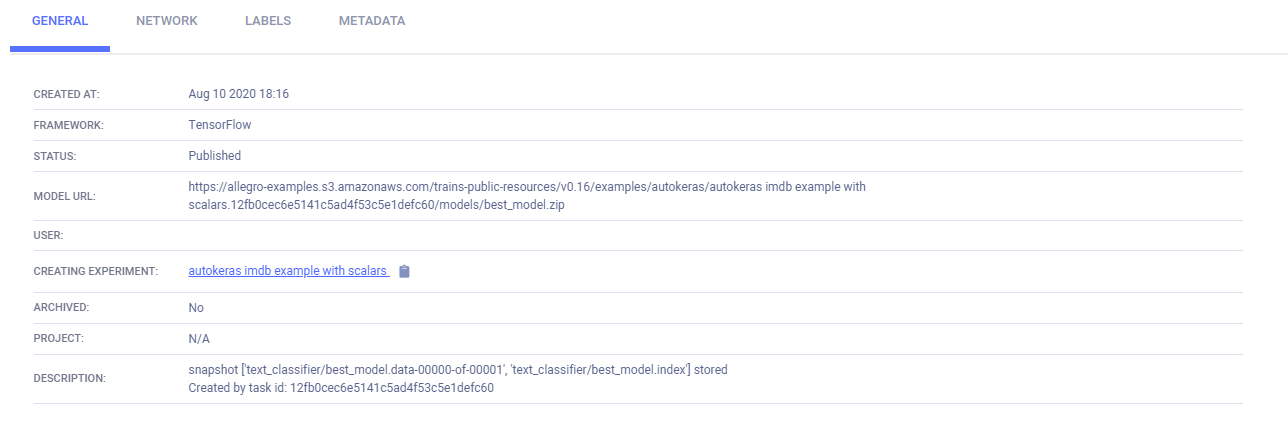 GENERAL NETWORK LABELS METADATA
CREATED AT: Aug 10 2020 18:16
FRAMEWORK: TensorFlow
STATUS: Published
MODEL URL: https://allegro-examples.s3.amazonaws.com/trains-public-resources/v0.16/examples/autokeras/autokeras imdb example with
scalars.12fb0cec6e5141c5ad4f53c5e1defc60/models/best_model.zip
USER:
CREATING EXPERIMENT: autokeras imdb example with scalars
ARCHIVED: No
PROJECT: N/A
DESCRIPTION: snapshot ['text_classifier/best_model.data-00000-of-00001', 'text_classifier/best_model.index'] stored
Created by task id: 12fb0cec6e5141c5ad4f53c5e1defc60